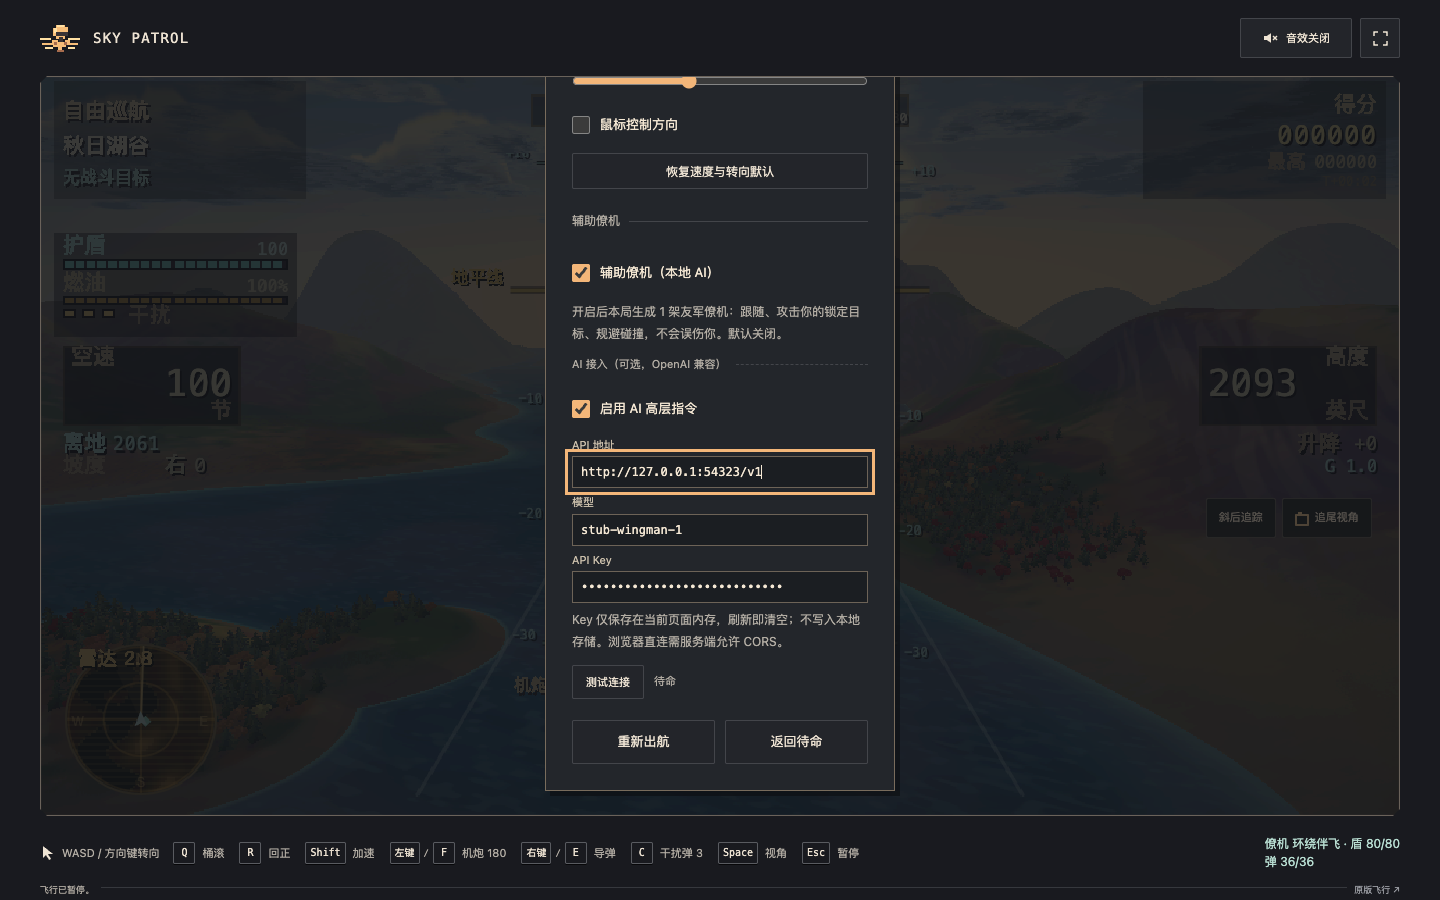 SKY PATROL
音效关闭
自由巡航
秋日湖谷
无战斗目标
得分
000000
最高 000000
护盾 100
燃油 100%
干扰
空速
100
节
离地 2061
坡度 右 0
地平线
+10
-10
-20
-30
高度
2093
英尺
升降 +0
G 1.0
斜后追踪
追尾视角
雷达 2.8
W
E
S
机炮
鼠标控制方向
恢复速度与转向默认
辅助僚机
辅助僚机（本地 AI）
开启后本局生成 1 架友军僚机：跟随、攻击你的锁定目
标、规避碰撞，不会误伤你。默认关闭。
AI 接入（可选，OpenAI 兼容）
启用 AI 高层指令
API 地址
http://127.0.0.1:54323/v1
模型
stub-wingman-1
API Key
•••••••••••••••••••••••••••
Key 仅保存在当前页面内存，刷新即清空；不写入本地
存储。浏览器直连需服务端允许 CORS。
测试连接 待命
重新出航 返回待命
WASD / 方向键转向 Q 桶滚 R 回正 Shift 加速 左键 / F 机炮 180 右键 / E 导弹 C 干扰弹 3 Space 视角 Esc 暂停
僚机 环绕伴飞 · 盾 80/80
弹 36/36
飞行已暂停。
原版飞行 ↗